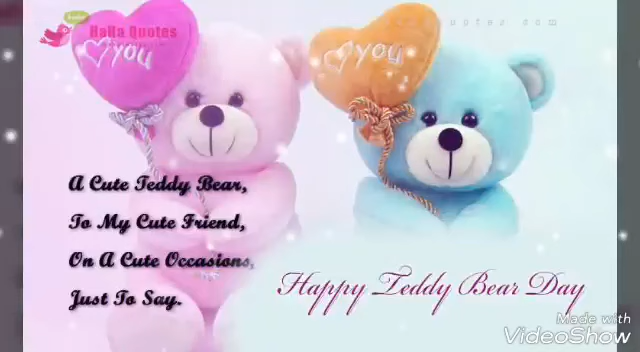 HaHa Quotes
YOU
YOU
A Cute Teddy Bear,
To My Cute Friend,
On A Cute Occasions,
Just To Say.
Happy Teddy Bear Day
Made with
VideoShow